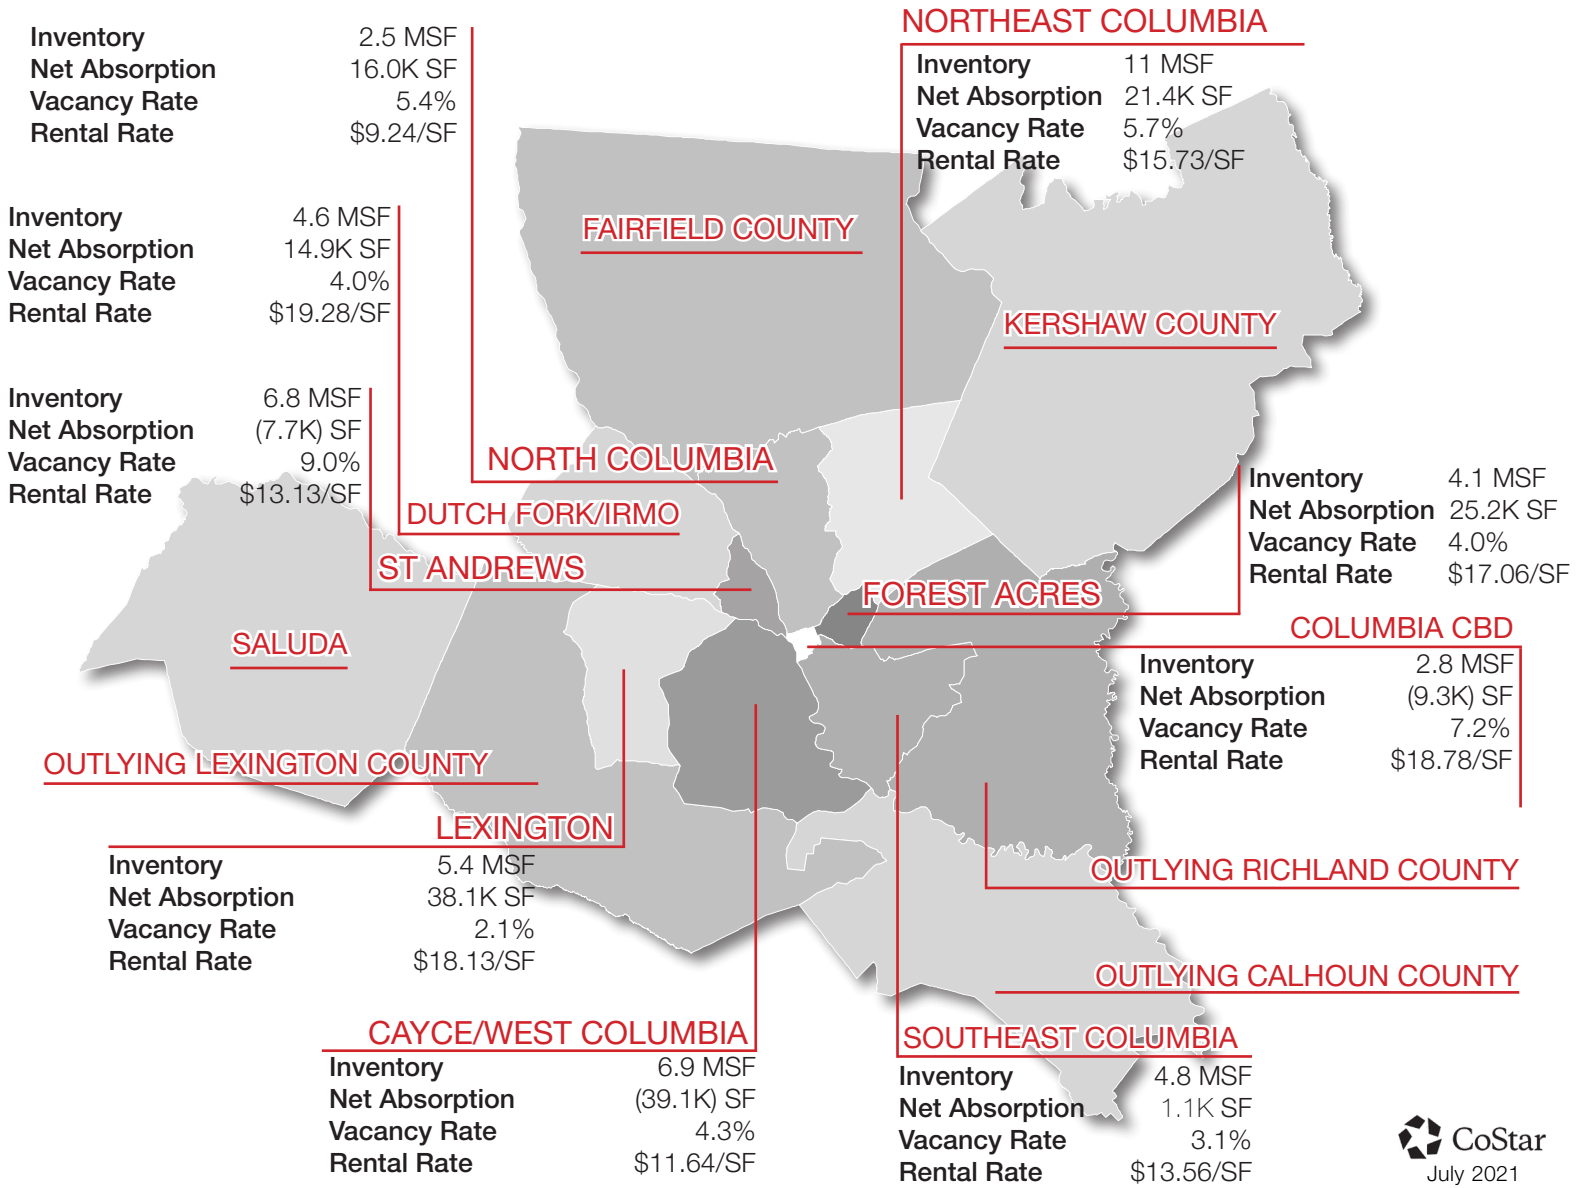 Inventory 2.5 MSF
Net Absorption 16.0K SF
Vacancy Rate 5.4%
Rental Rate $9.24/SF
NORTHEAST COLUMBIA
Inventory 11 MSF
Net Absorption 21.4K SF
Vacancy Rate 5.7%
Rental Rate $15.73/SF
Inventory 4.6 MSF
Net Absorption 14.9K SF
Vacancy Rate 4.0%
Rental Rate $19.28/SF
FAIRFIELD COUNTY
KERSHAW COUNTY
Inventory 6.8 MSF
Net Absorption (7.7K) SF
Vacancy Rate 9.0%
Rental Rate $13.13/SF
NORTH COLUMBIA
DUTCH FORK/IRMO
ST ANDREWS
Inventory 4.1 MSF
Net Absorption 25.2K SF
Vacancy Rate 4.0%
Rental Rate $17.06/SF
FOREST ACRES
SALUDA
COLUMBIA CBD
Inventory 2.8 MSF
Net Absorption (9.3K) SF
Vacancy Rate 7.2%
Rental Rate $18.78/SF
OUTLYING LEXINGTON COUNTY
LEXINGTON
Inventory 5.4 MSF
Net Absorption 38.1K SF
Vacancy Rate 2.1%
Rental Rate $18.13/SF
OUTLYING RICHLAND COUNTY
OUTLYING CALHOUN COUNTY
CAYCE/WEST COLUMBIA
Inventory 6.9 MSF
Net Absorption (39.1K) SF
Vacancy Rate 4.3%
Rental Rate $11.64/SF
SOUTHEAST COLUMBIA
Inventory 4.8 MSF
Net Absorption 1.1K SF
Vacancy Rate 3.1%
Rental Rate $13.56/SF
CoStar
July 2021